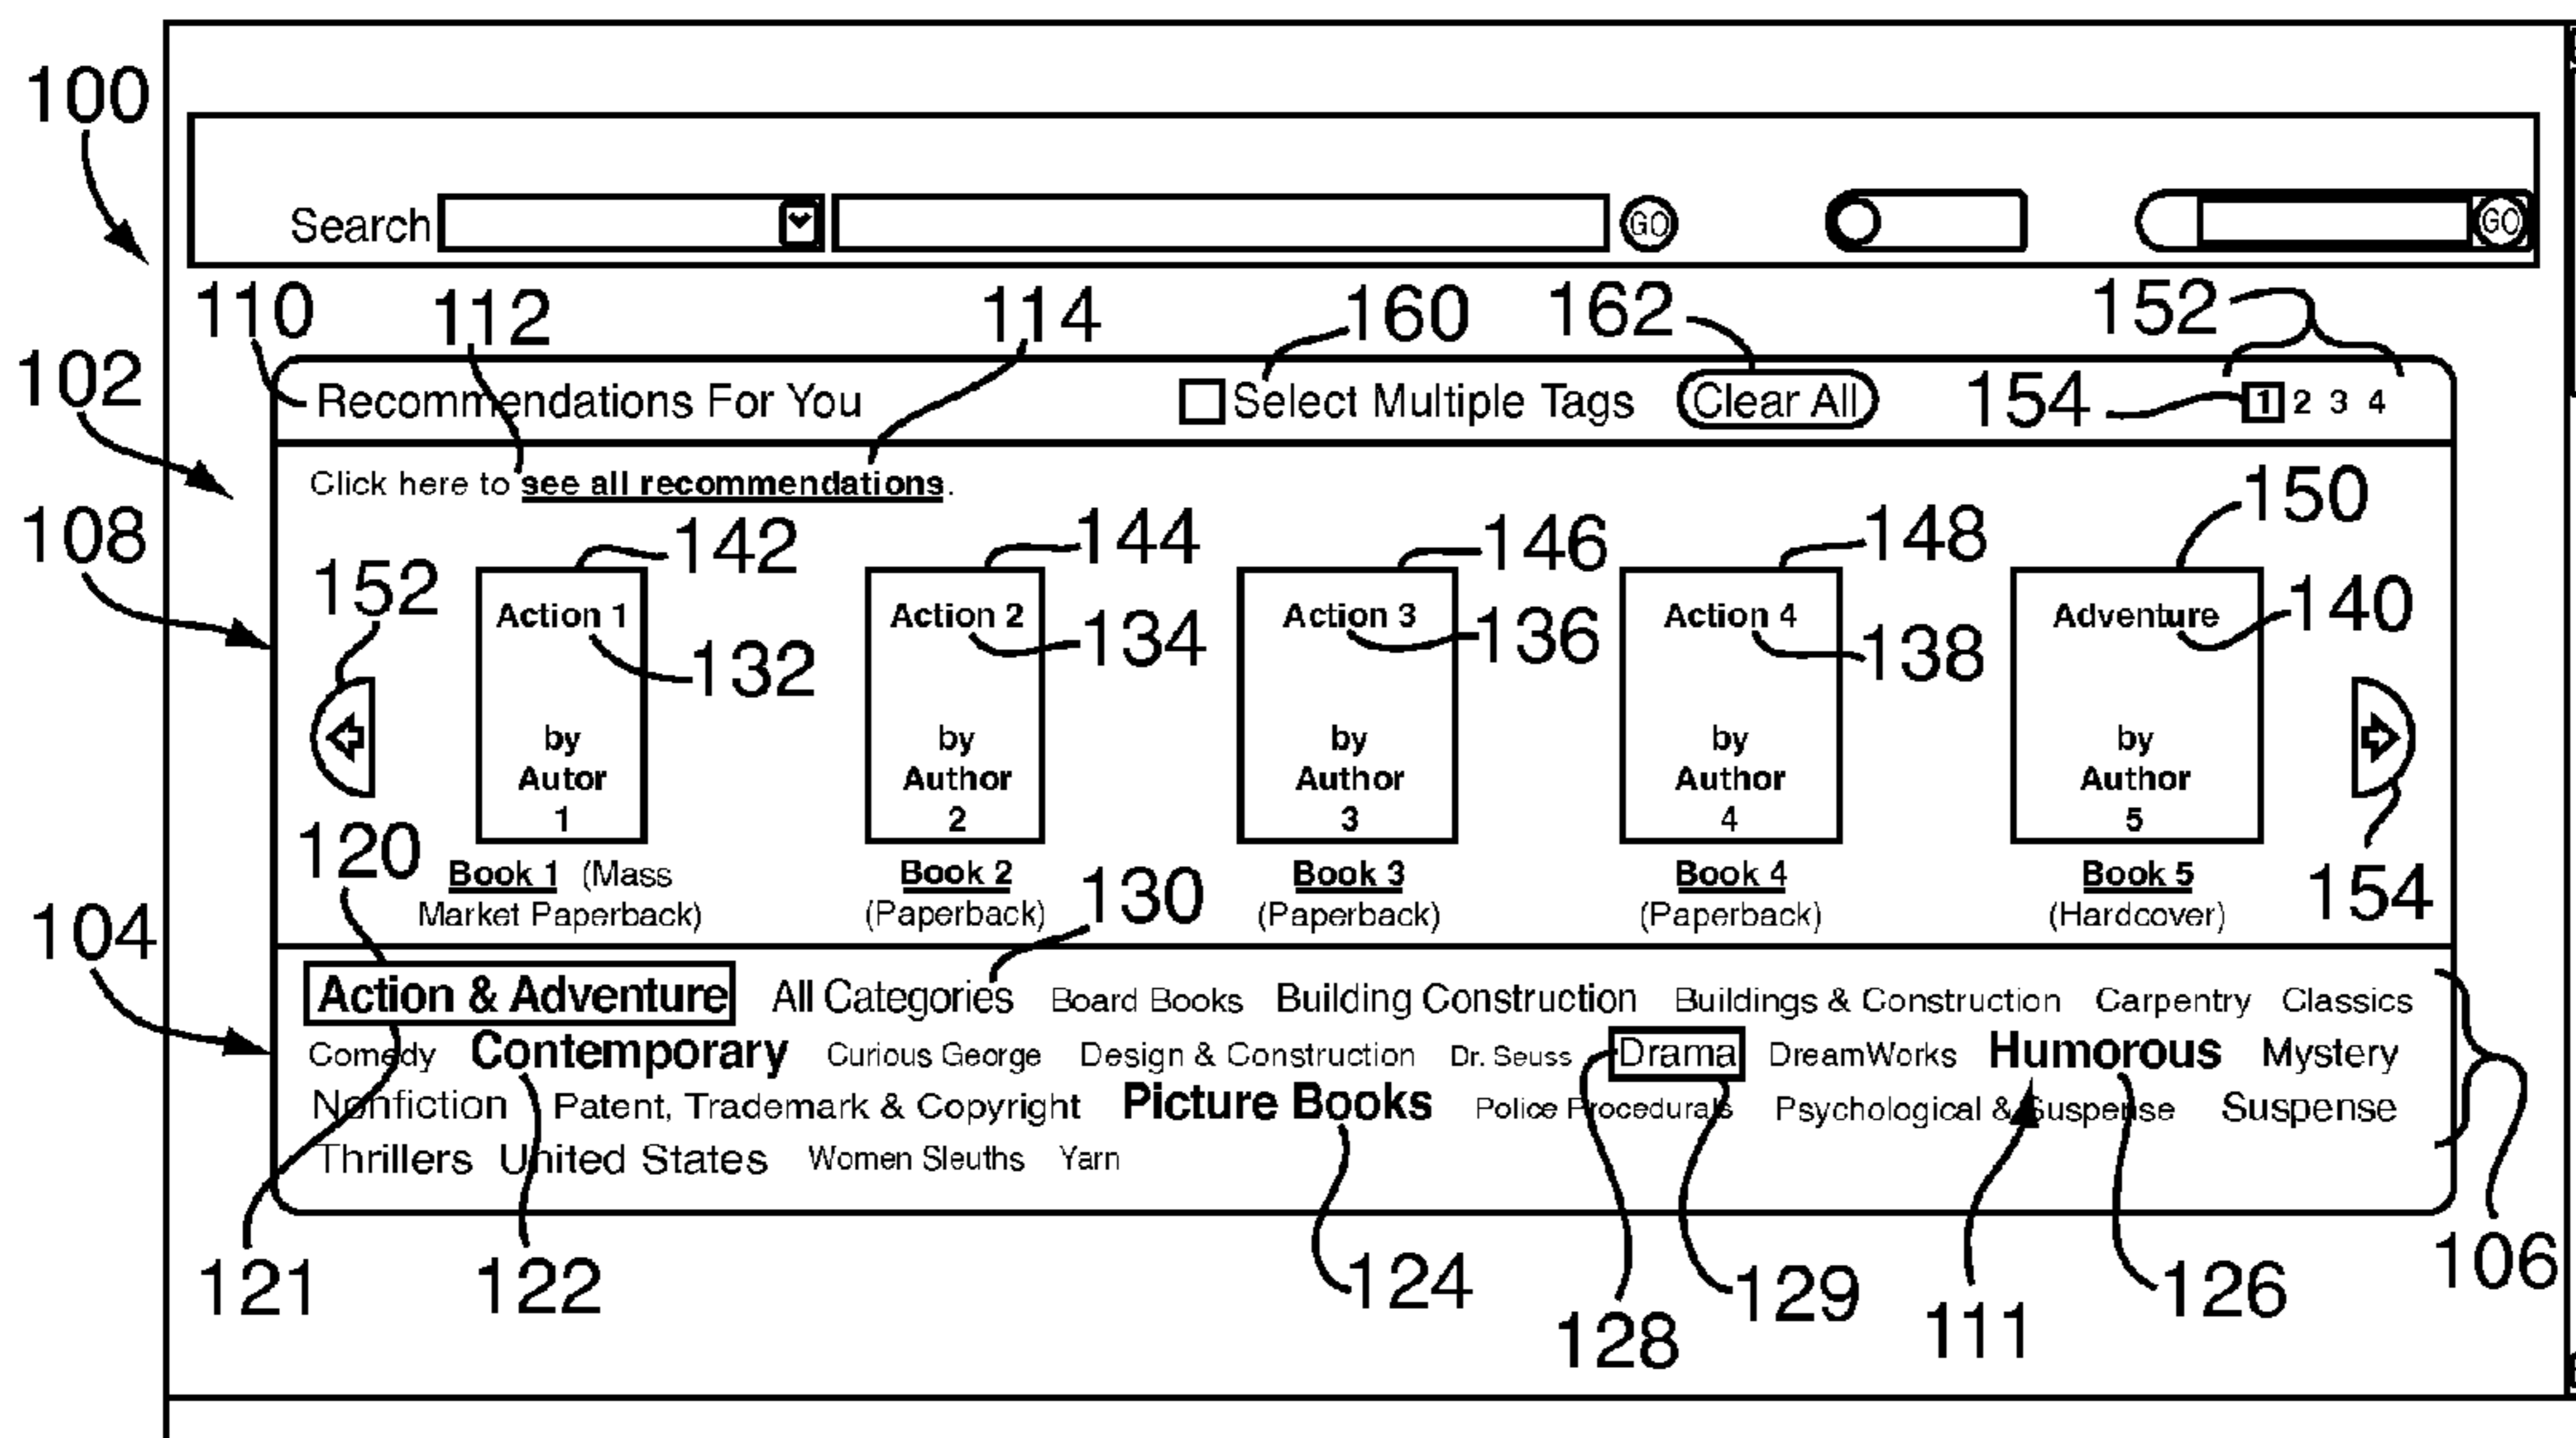 100
Search GO GO
110 112 114 160 162 152
102
Recommendations For You Select Multiple Tags Clear All 154 1 2 3 4
Click here to see all recommendations.
108
142 144 146 148 150
152
Action 1 Action 2 Action 3 Action 4 Adventure
132 134 136 138 140
by by by by by
Autor Author Author Author Author
1 2 3 4 5
120
Book 1 (Mass Book 2 Book 3 Book 4 Book 5
Market Paperback) (Paperback) (Paperback) (Paperback) (Hardcover)
130 154
104
Action & Adventure All Categories Board Books Building Construction Buildings & Construction Carpentry Classics
Comedy Contemporary Curious George Design & Construction Dr. Seuss Drama DreamWorks Humorous Mystery
Nonfiction Patent, Trademark & Copyright Picture Books Police Procedurals Psychological & Suspense Suspense
Thrillers United States Women Sleuths Yarn
121 122 124 128 129 111 126 106